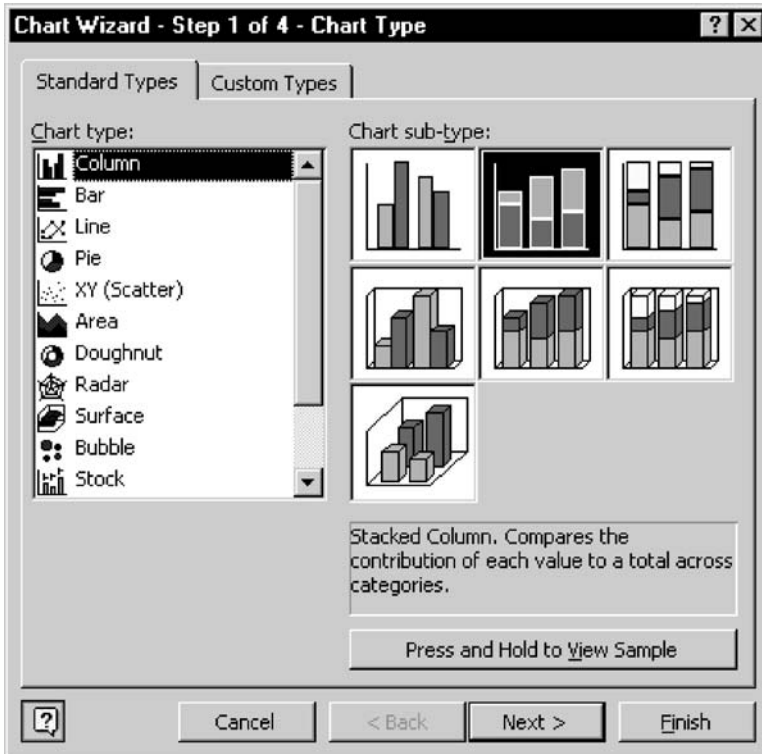 Chart Wizard - Step 1 of 4 - Chart Type
Standard Types
Custom Types
Chart type:
Column
Bar
Line
Pie
XY (Scatter)
Area
Doughnut
Radar
Surface
Bubble
Stock
Chart sub-type:
Stacked Column. Compares the
contribution of each value to a total across
categories.
Press and Hold to View Sample
Cancel
< Back
Next >
Finish